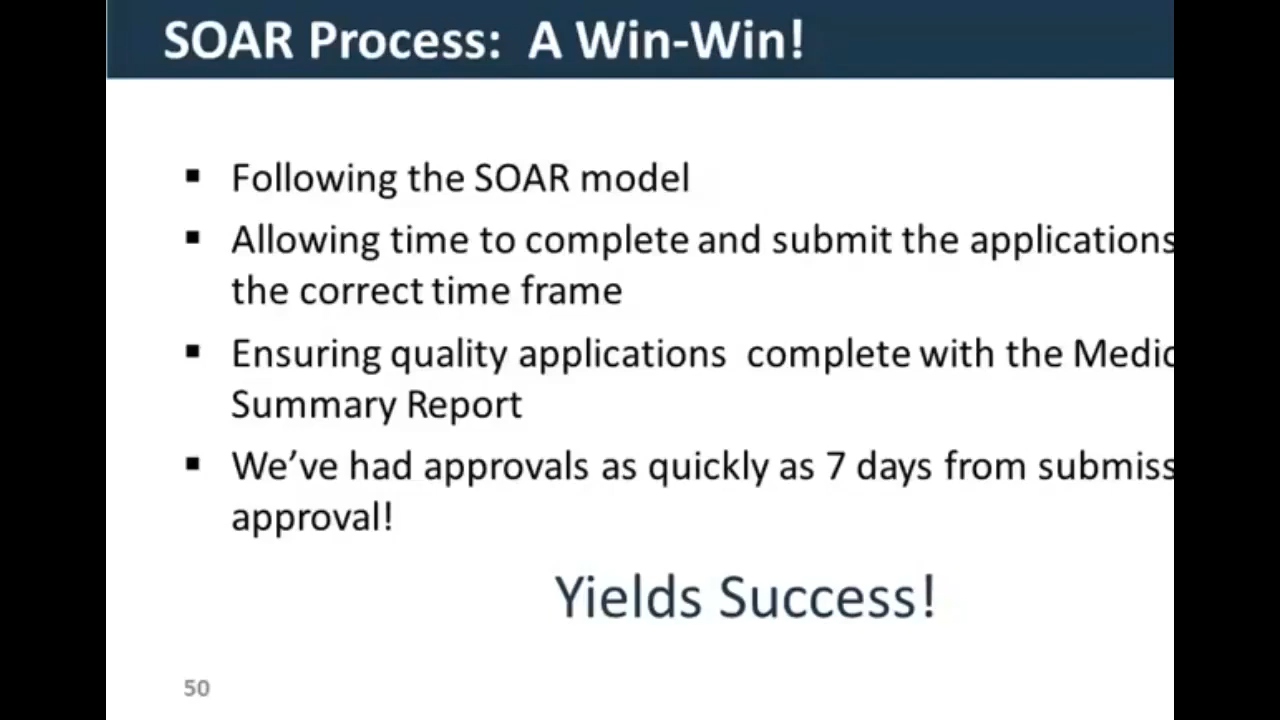 SOAR Process: A Win-Win!
▪ Following the SOAR model
▪ Allowing time to complete and submit the applications
the correct time frame
▪ Ensuring quality applications complete with the
Summary Report
▪ We’ve had approvals as quickly as 7 days from
approval!
Yields Success!
50